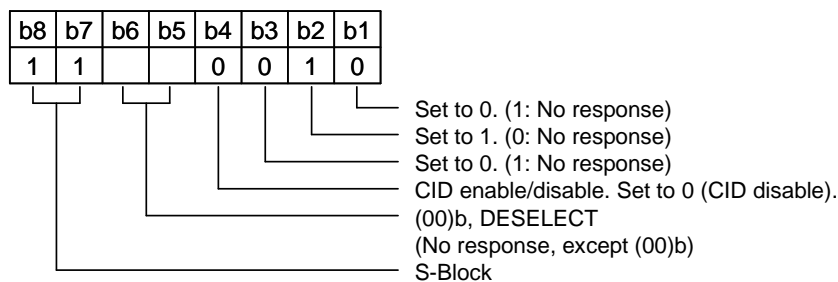 b8 b7 b6 b5 b4 b3 b2 b1
1 1 0 0 1 0
Set to 0. (1: No response)
Set to 1. (0: No response)
Set to 0. (1: No response)
CID enable/disable. Set to 0 (CID disable).
(00)b, DESELECT
(No response, except (00)b)
S-Block